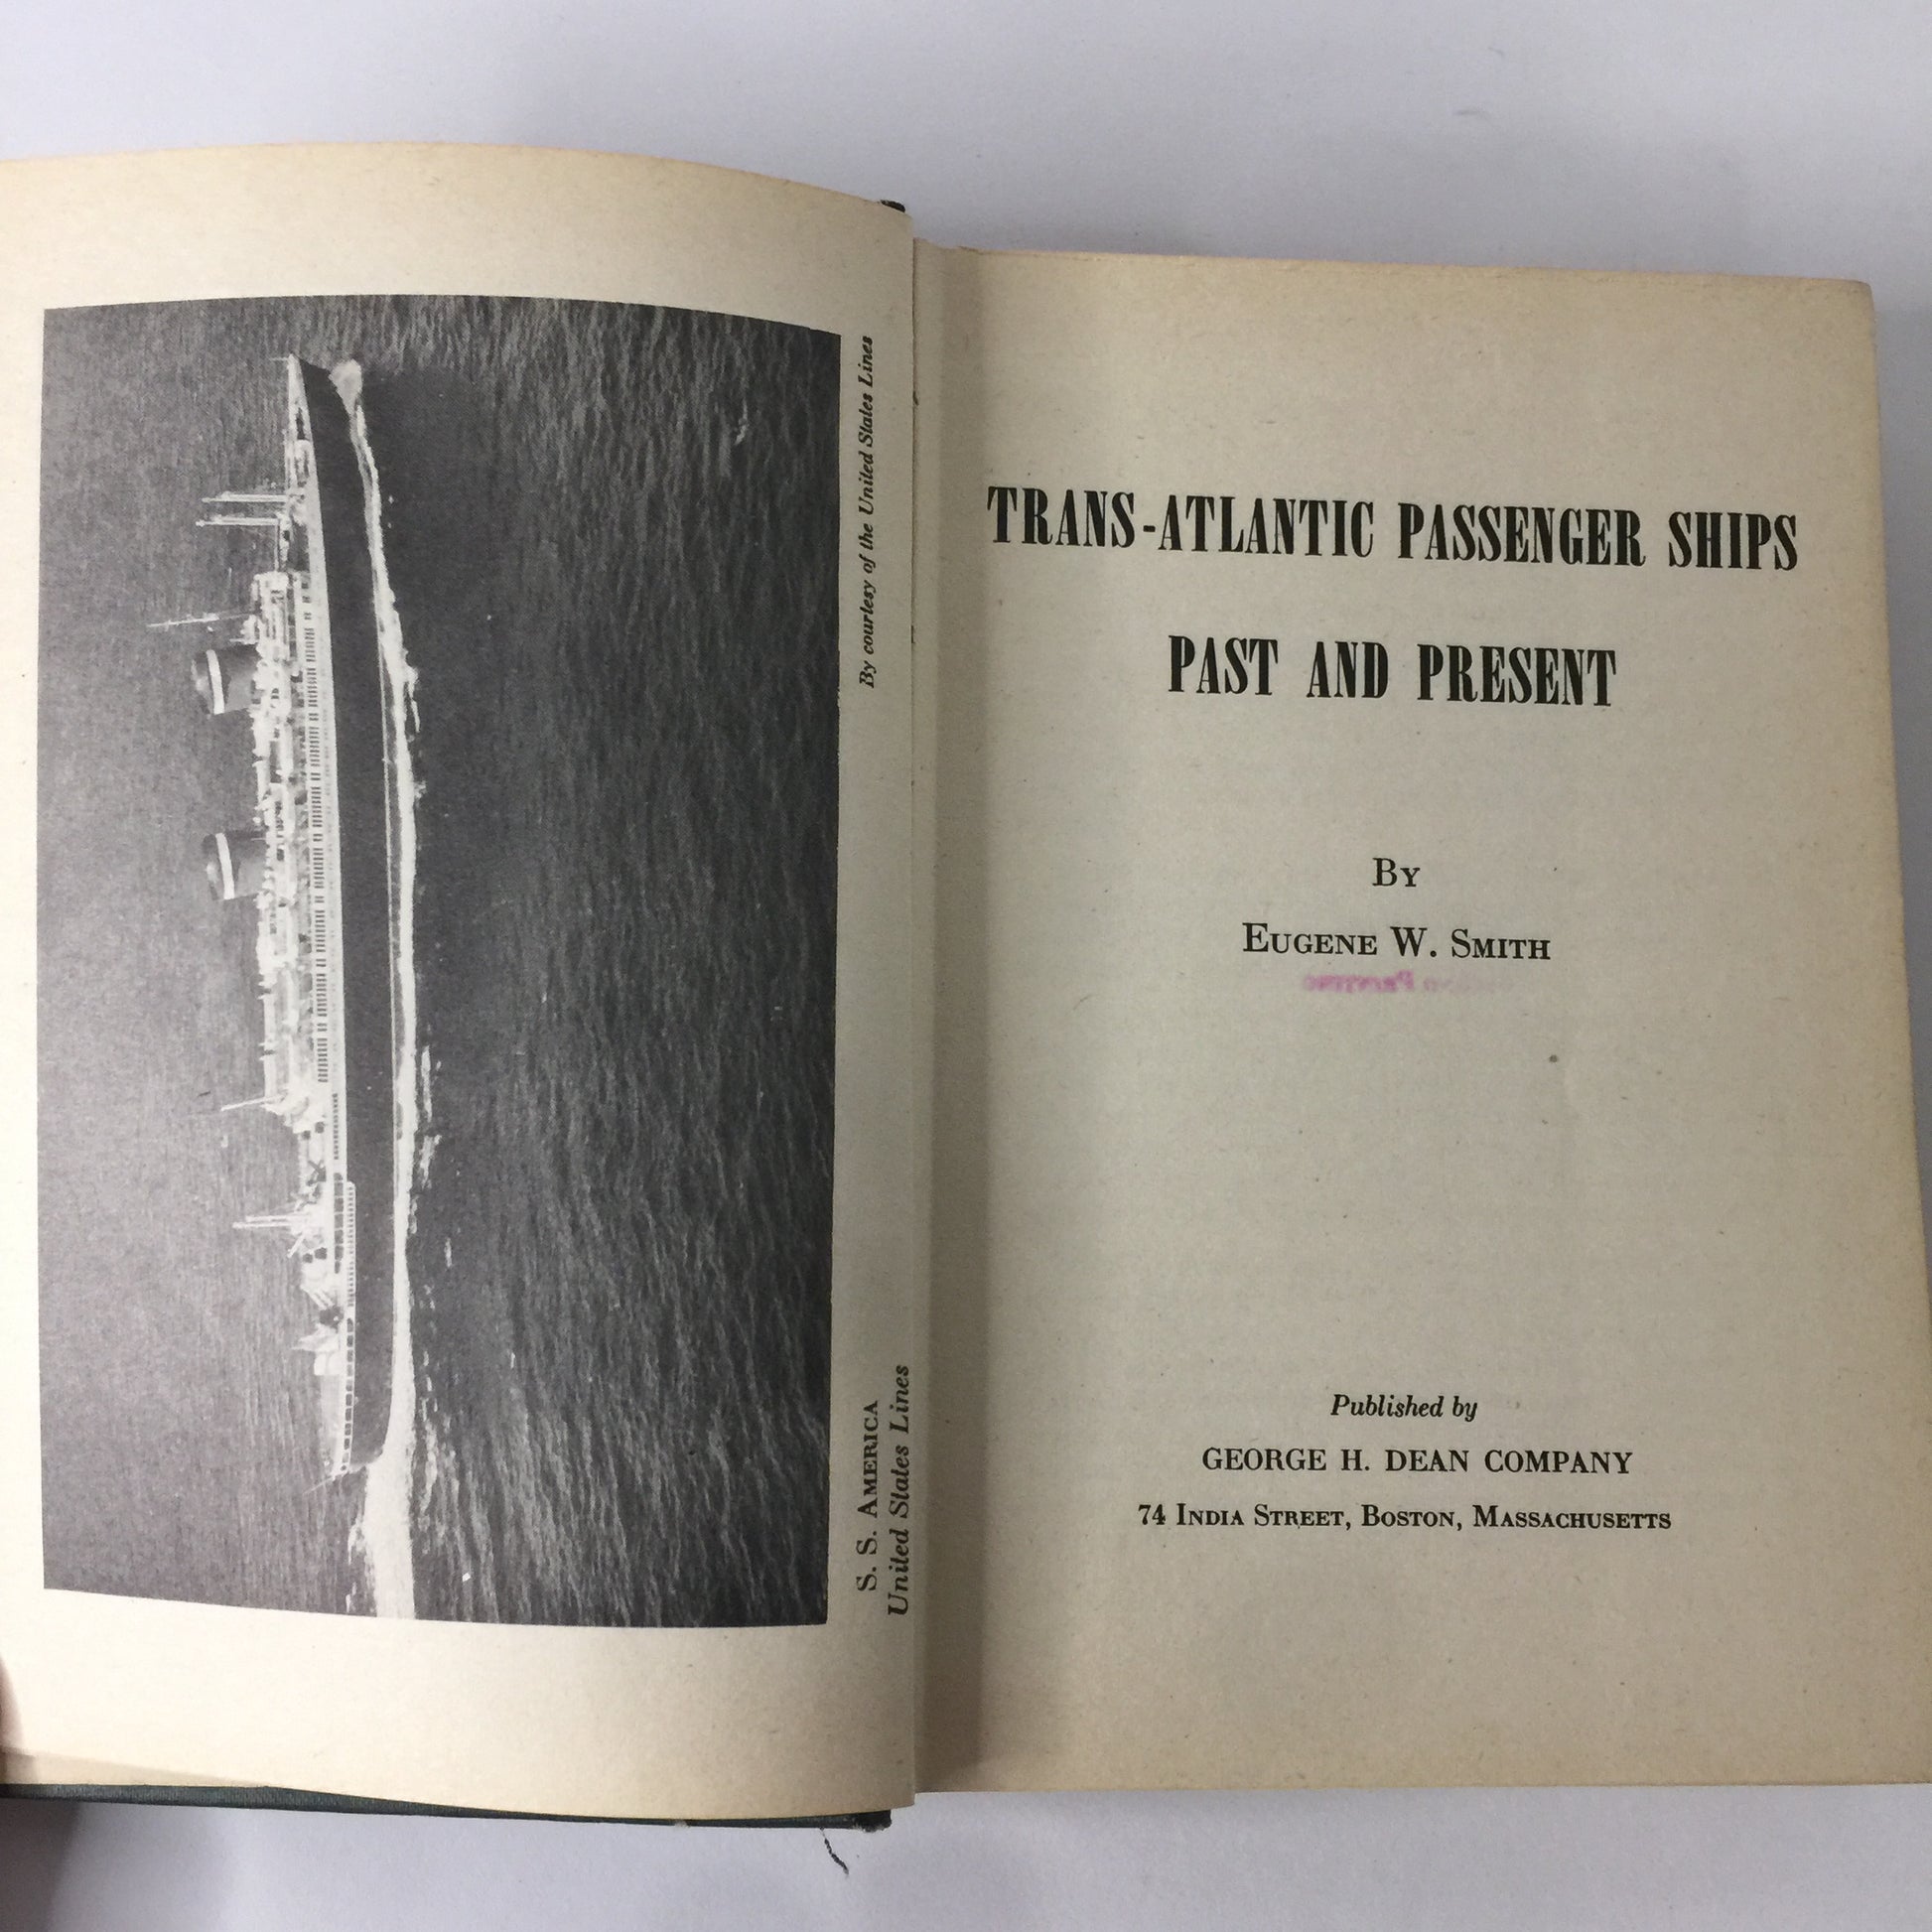 By courtesy of the United States Lines
S. S. AMERICA
United States Lines
TRANS-ATLANTIC PASSENGER SHIPS
PAST AND PRESENT
BY
EUGENE W. SMITH
Published by
GEORGE H. DEAN COMPANY
74 INDIA STREET, BOSTON, MASSACHUSETTS